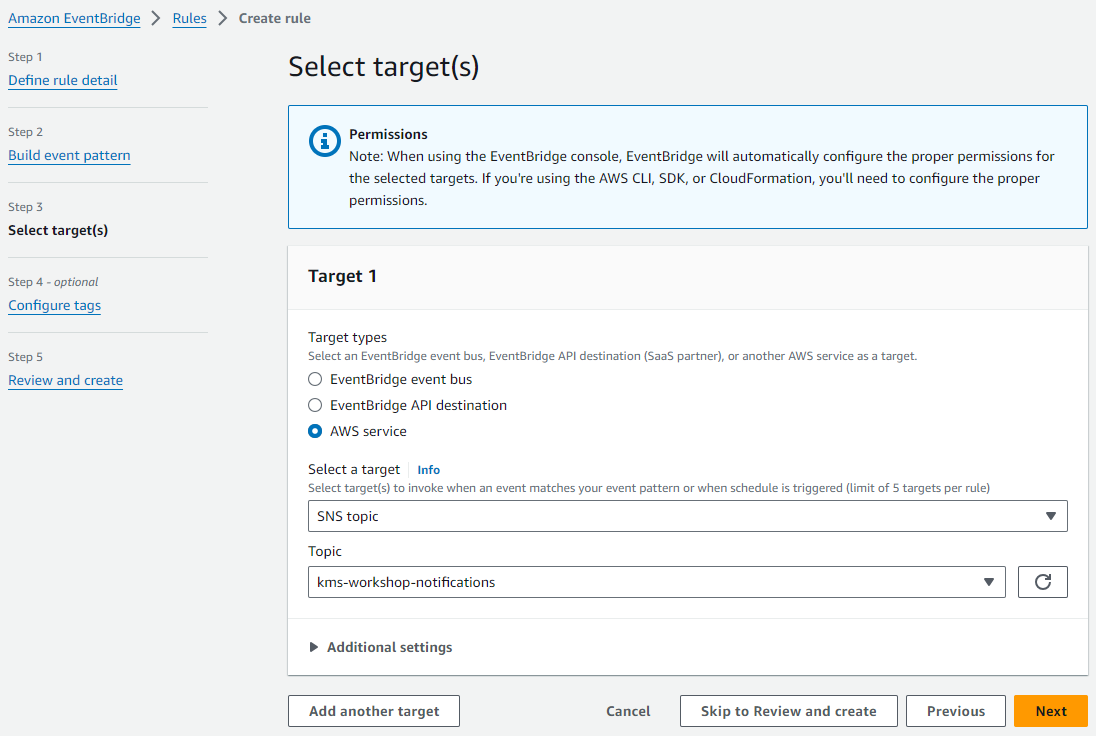 Amazon EventBridge > Rules > Create rule
Step 1
Define rule detail
Step 2
Build event pattern
Step 3
Select target(s)
Step 4 - optional
Configure tags
Step 5
Review and create
Select target(s)
Permissions
Note: When using the EventBridge console, EventBridge will automatically configure the proper permissions for
the selected targets. If you're using the AWS CLI, SDK, or CloudFormation, you'll need to configure the proper
permissions.
Target 1
Target types
Select an EventBridge event bus, EventBridge API destination (SaaS partner), or another AWS service as a target.
EventBridge event bus
EventBridge API destination
AWS service
Select a target Info
Select target(s) to invoke when an event matches your event pattern or when schedule is triggered (limit of 5 targets per rule)
SNS topic
Topic
kms-workshop-notifications
Additional settings
Add another target Cancel Skip to Review and create Previous Next